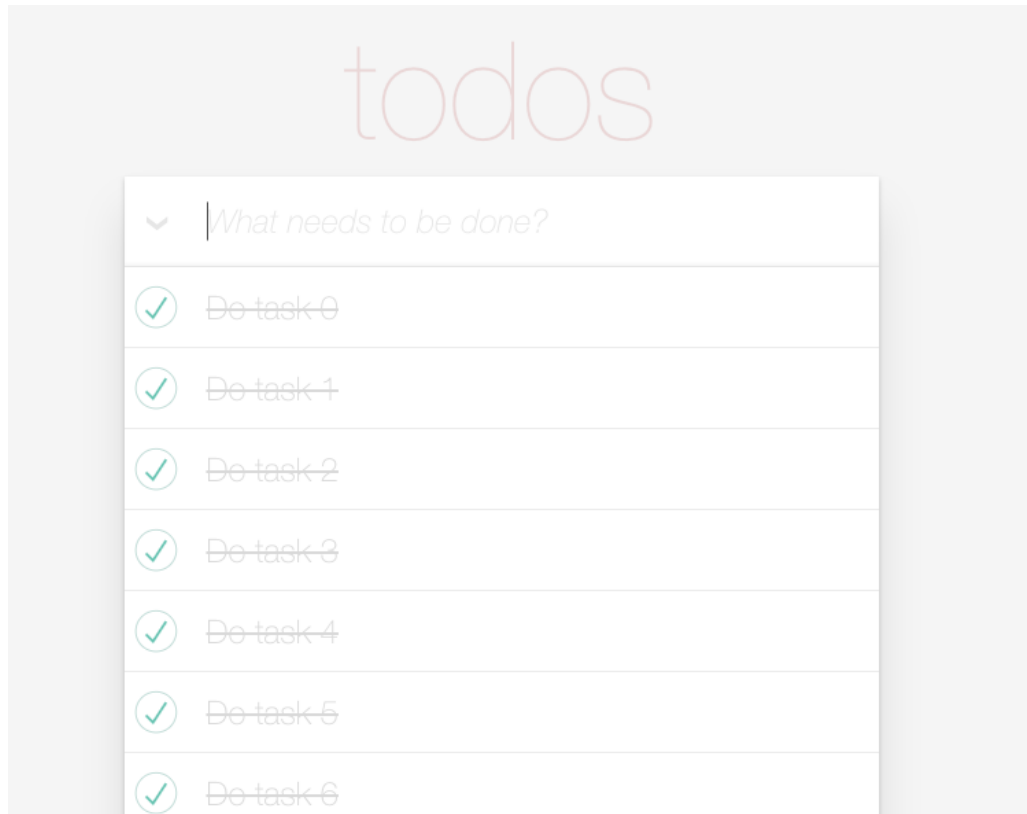 todos
What needs to be done?
Do task 0
Do task 1
Do task 2
Do task 3
Do task 4
Do task 5
Do task 6